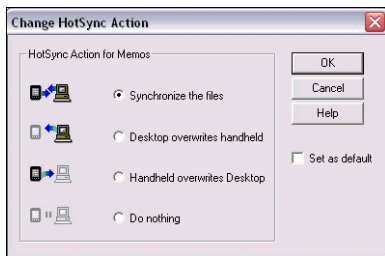 Change HotSync Action
HotSync Action for Memos
Synchronize the files
Desktop overwrites handheld
Handheld overwrites Desktop
Do nothing
OK
Cancel
Help
Set as default